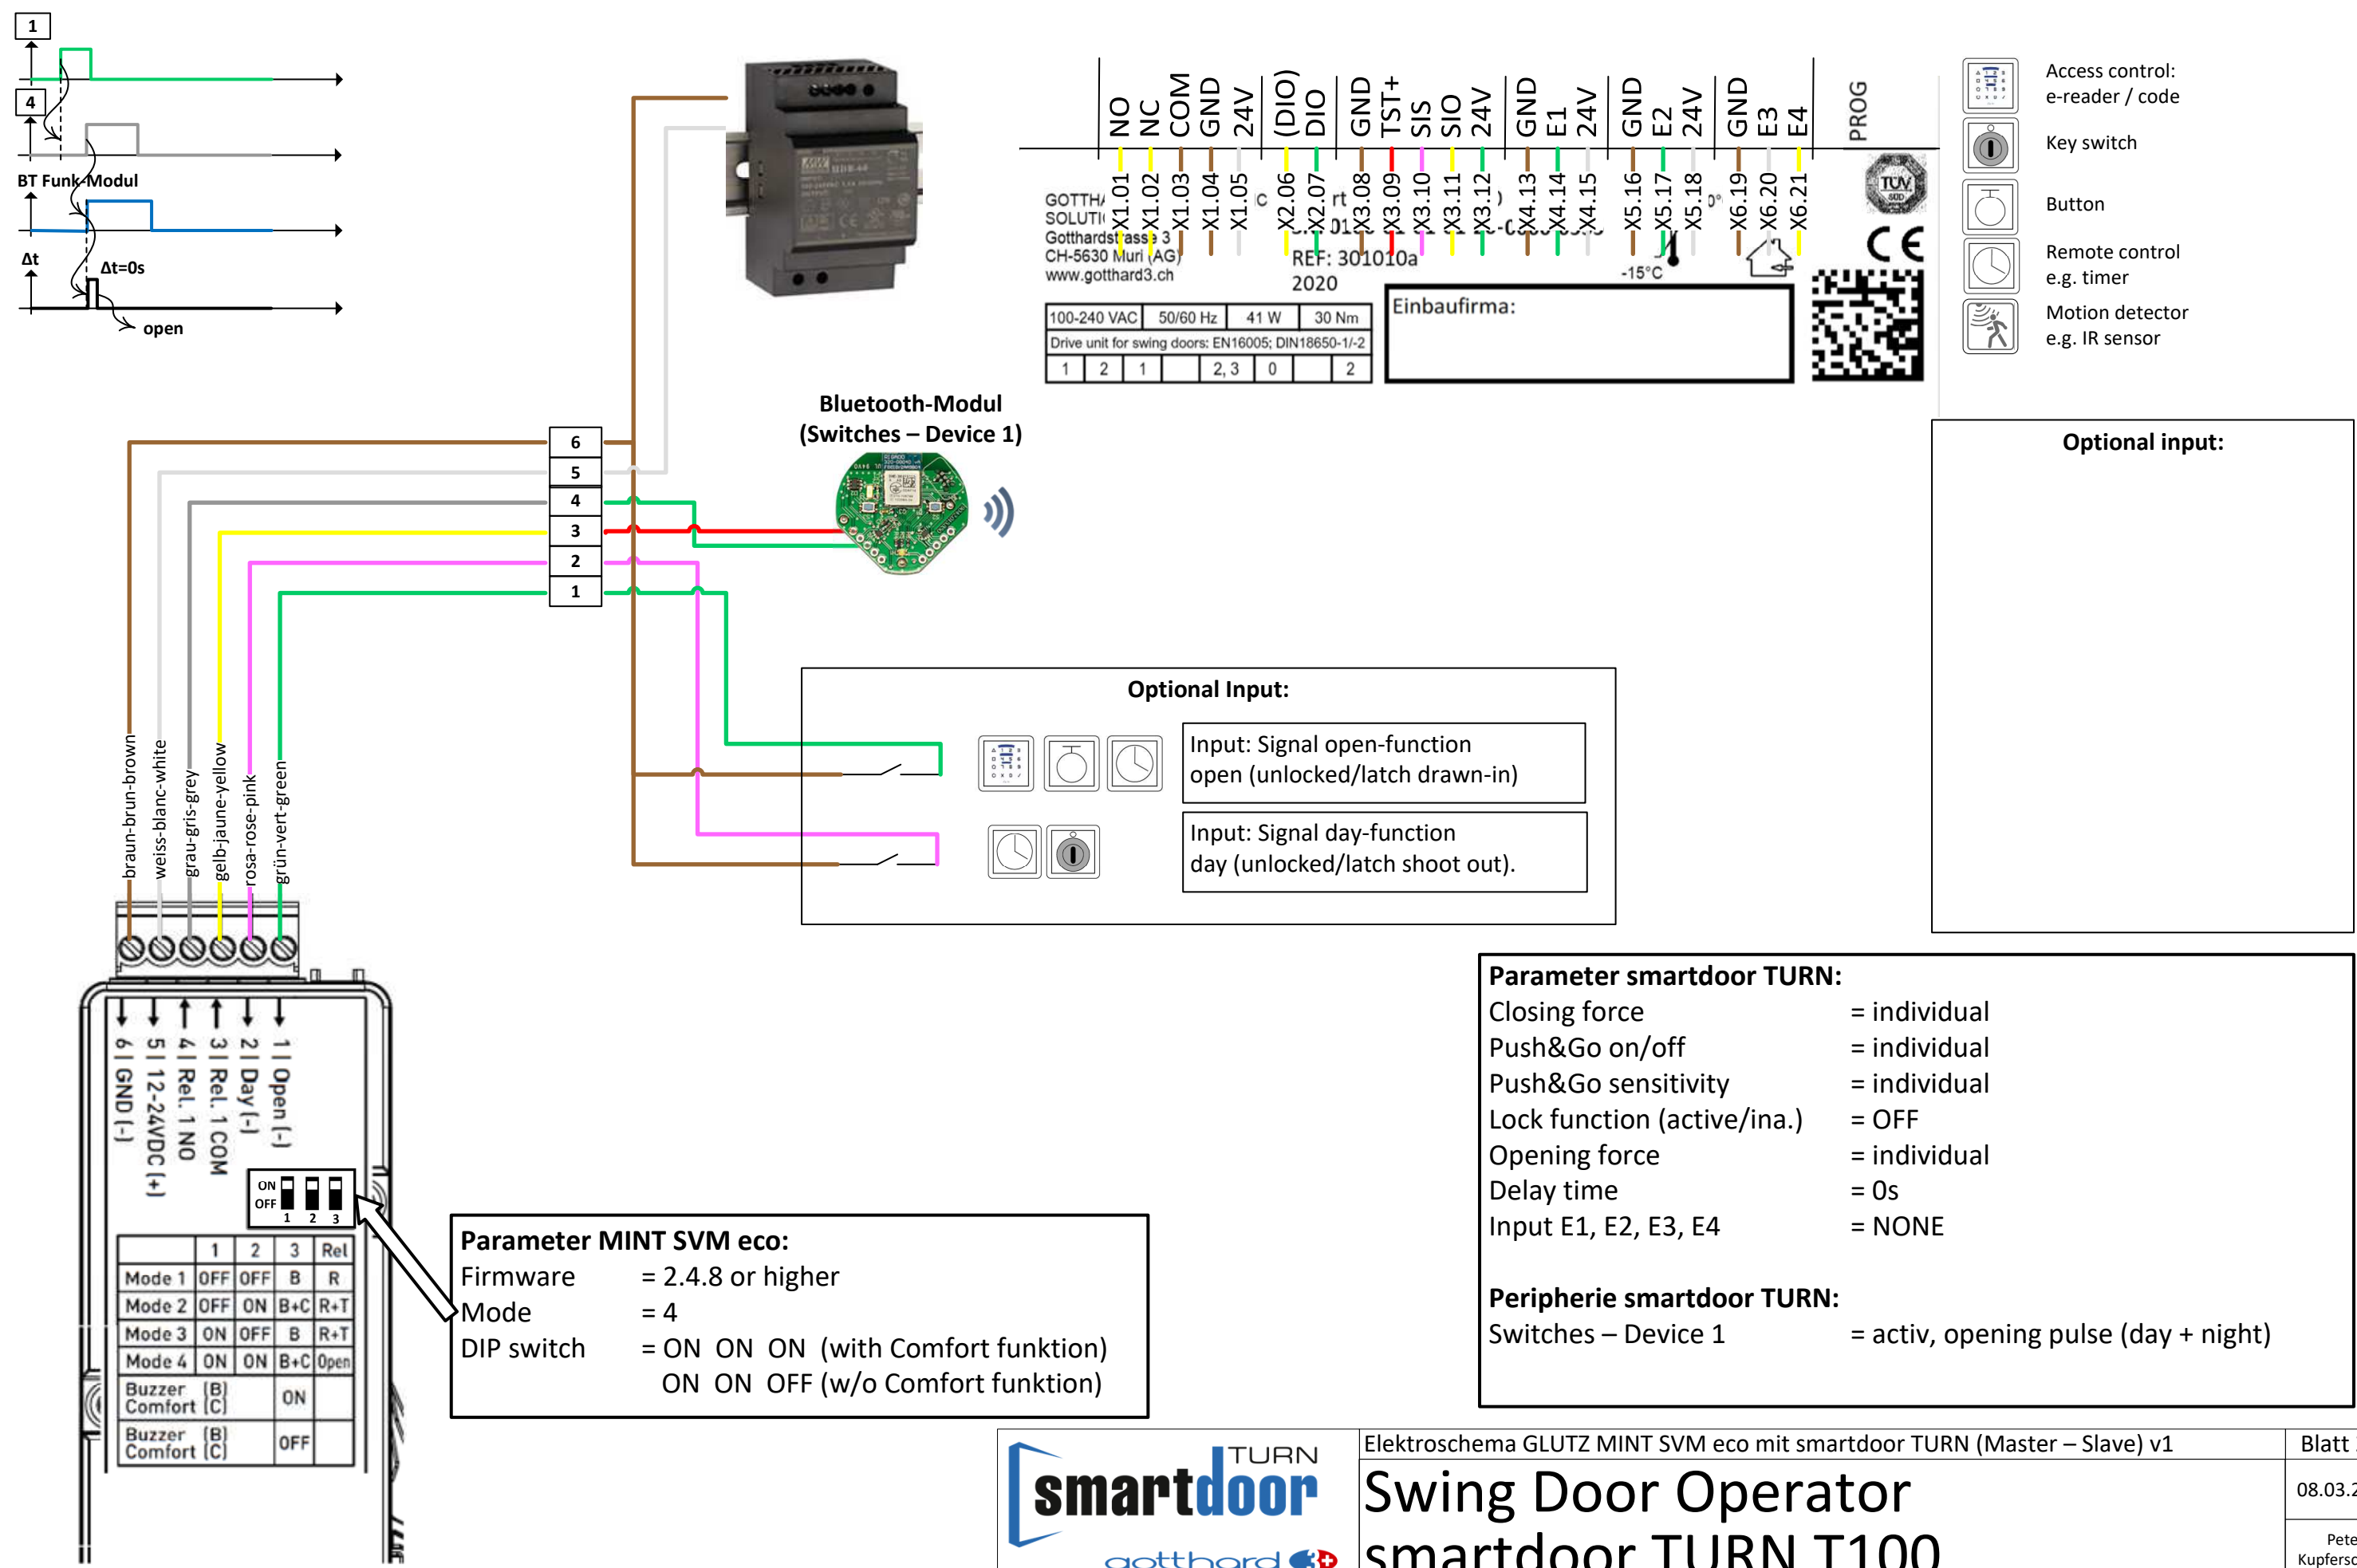 1
4
BT Funk-Modul
Δt
Δt=0s
open
NO
NC
COM
GND
24V
(DIO)
DIO
GND
TST+
SIS
SIO
24V
GND
E1
24V
GND
E2
24V
GND
E3
E4
PROG
X1.01
X1.02
X1.03
X1.04
X1.05
X2.06
X2.07
X3.08
X3.09
X3.10
X3.11
X3.12
X4.13
X4.14
X4.15
X5.16
X5.17
X5.18
X6.19
X6.20
X6.21
Gotthardstrasse 3
CH-5630 Muri (AG)
www.gotthard3.ch
REF: 301010a
2020
-15°C
TÜV
SÜD
CE
100-240 VAC 50/60 Hz 41 W 30 Nm
Drive unit for swing doors: EN16005; DIN18650-1/-2
1 2 1 2, 3 0 2
Einbaufirma:
Access control:
e-reader / code
Key switch
Button
Remote control
e.g. timer
Motion detector
e.g. IR sensor
Bluetooth-Modul
(Switches – Device 1)
6
5
4
3
2
1
Optional input:
Optional Input:
Input: Signal open-function
open (unlocked/latch drawn-in)
Input: Signal day-function
day (unlocked/latch shoot out).
braun-brun-brown
weiss-blanc-white
grau-gris-grey
gelb-jaune-yellow
rosa-rose-pink
grün-vert-green
6 | GND (-)
5 | 12-24VDC (+)
4 | Rel. 1 NO
3 | Rel. 1 COM
2 | Day (-)
1 | Open (-)
ON
OFF
1 2 3
1 2 3 Rel
Mode 1 OFF OFF B R
Mode 2 OFF ON B+C R+T
Mode 3 ON OFF B R+T
Mode 4 ON ON B+C Open
Buzzer (B)
Comfort (C) ON
Buzzer (B)
Comfort (C) OFF
Parameter MINT SVM eco:
Firmware = 2.4.8 or higher
Mode = 4
DIP switch = ON ON ON (with Comfort funktion)
ON ON OFF (w/o Comfort funktion)
Parameter smartdoor TURN:
Closing force = individual
Push&Go on/off = individual
Push&Go sensitivity = individual
Lock function (active/ina.) = OFF
Opening force = individual
Delay time = 0s
Input E1, E2, E3, E4 = NONE
Peripherie smartdoor TURN:
Switches – Device 1 = activ, opening pulse (day + night)
TURN
smartdoor
gotthard 3+
Elektroschema GLUTZ MINT SVM eco mit smartdoor TURN (Master – Slave) v1
Blatt
Swing Door Operator
smartdoor TURN T100
08.03.2
Pete
Kupfersc